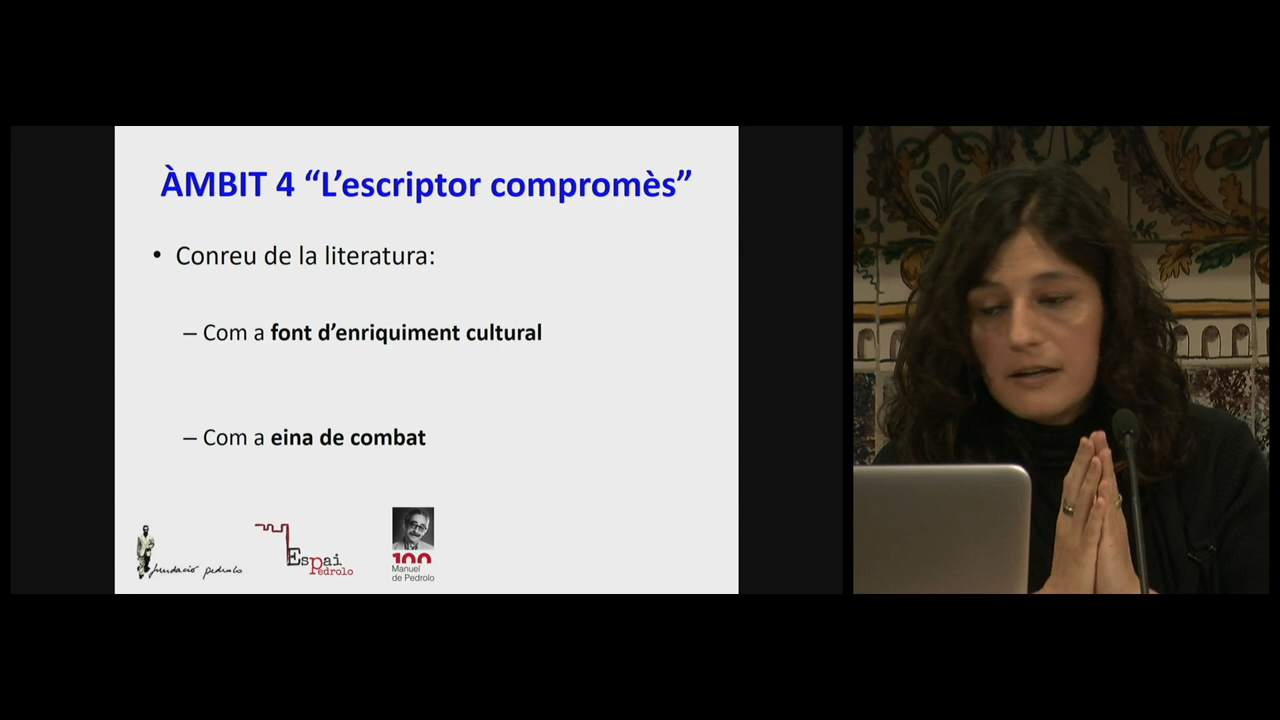 ÀMBIT 4 “L’escriptor compromès”
• Conreu de la literatura:
– Com a font d’enriquiment cultural
– Com a eina de combat
fundació pedrolo
Espai
Pedrolo
100
Manuel
de Pedrolo